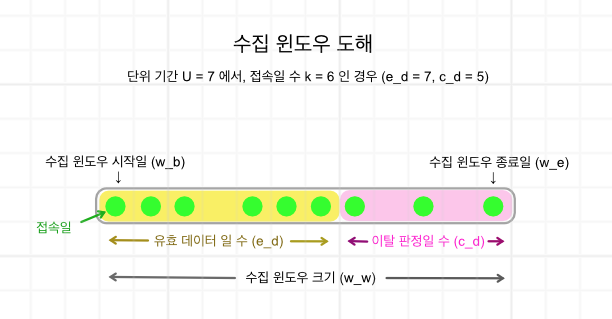 수집 윈도우 도해
단위 기간 U = 7 에서, 접속일 수 k = 6 인 경우 (e_d = 7, c_d = 5)
수집 윈도우 시작일 (w_b)
수집 윈도우 종료일 (w_e)
↓
↓
접속일
유효 데이터 일 수 (e_d)
이탈 판정일 수 (c_d)
수집 윈도우 크기 (w_w)